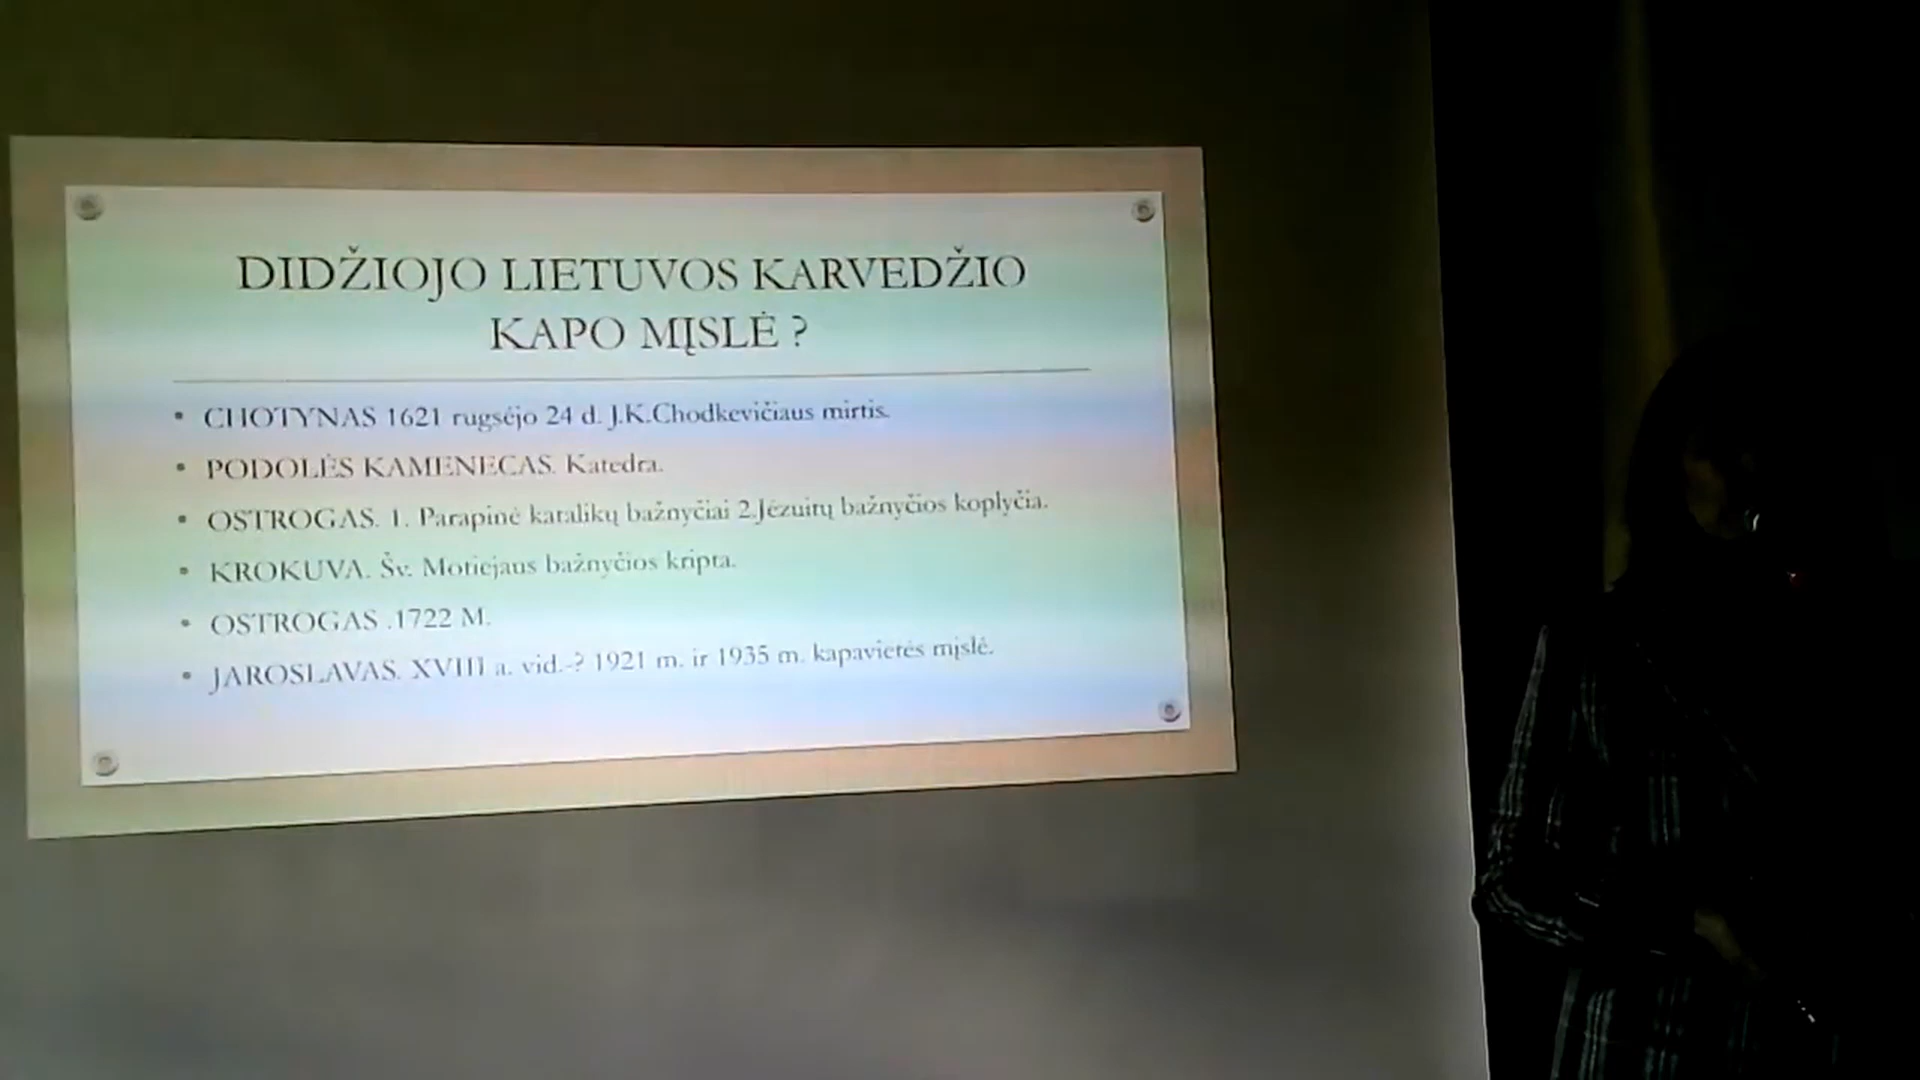 DIDŽIOJO LIETUVOS KARVEDŽIO
KAPO MĮSLĖ ?
• CHOTYNAS 1621 rugsėjo 24 d. J.K.Chodkevičiaus mirtis.
• PODOLĖS KAMENECAS. Katedra.
• OSTROGAS. 1. Parapinė katalikų bažnyčiai 2.Jėzuitų bažnyčios koplyčia.
• KROKUVA. Šv. Motiejaus bažnyčios kripta.
• OSTROGAS .1722 M.
• JAROSLAVAS. XVIII a. vid.-? 1921 m. ir 1935 m. kapavietės mįslė.